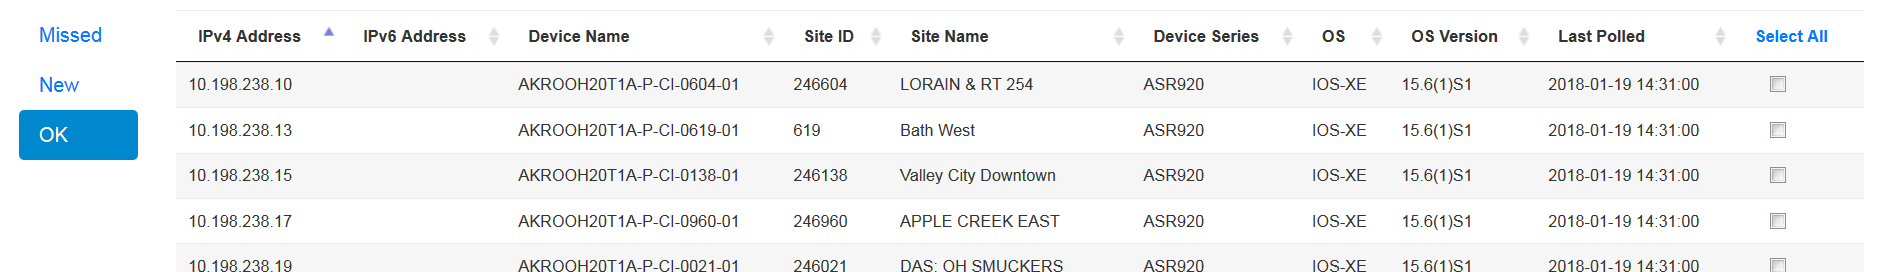 Missed
New
OK
IPv4 Address IPv6 Address Device Name Site ID Site Name Device Series OS OS Version Last Polled Select All
10.198.238.10 AKROOH20T1A-P-CI-0604-01 246604 LORAIN & RT 254 ASR920 IOS-XE 15.6(1)S1 2018-01-19 14:31:00
10.198.238.13 AKROOH20T1A-P-CI-0619-01 619 Bath West ASR920 IOS-XE 15.6(1)S1 2018-01-19 14:31:00
10.198.238.15 AKROOH20T1A-P-CI-0138-01 246138 Valley City Downtown ASR920 IOS-XE 15.6(1)S1 2018-01-19 14:31:00
10.198.238.17 AKROOH20T1A-P-CI-0960-01 246960 APPLE CREEK EAST ASR920 IOS-XE 15.6(1)S1 2018-01-19 14:31:00
10.198.238.19 AKROOH20T1A-P-CI-0021-01 246021 DAS: OH SMUCKERS ASR920 IOS-XE 15.6(1)S1 2018-01-19 14:31:00